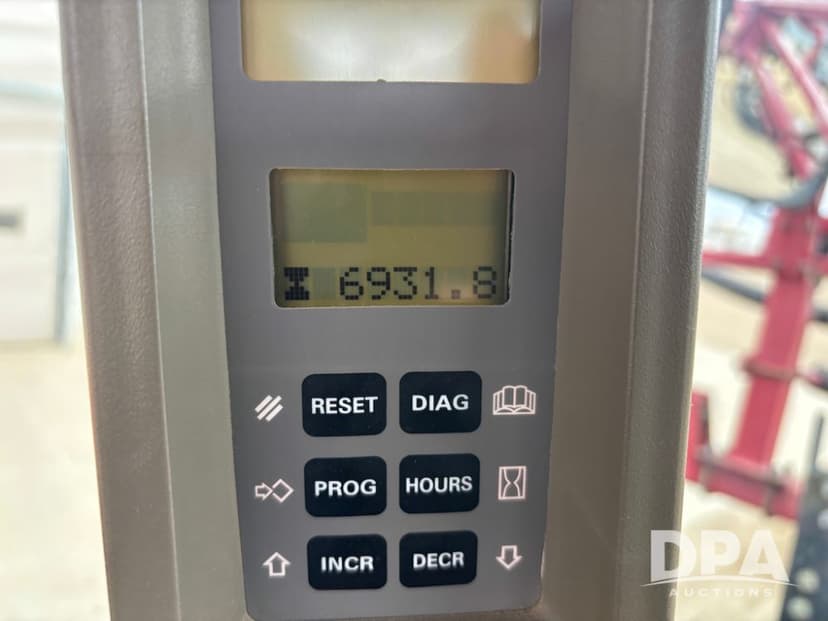 6931.8
RESET DIAG
PROG HOURS
INCR DECR
DPA
AUCTIONS